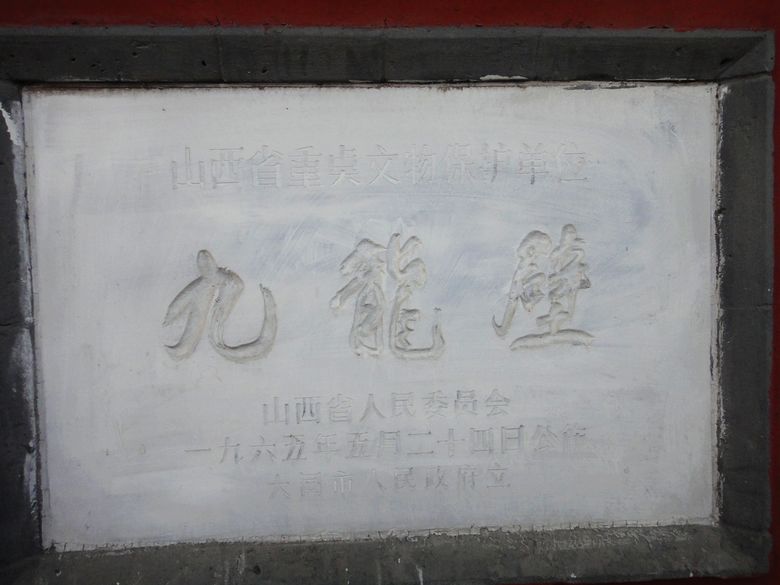 山西省重点文物保护单位
九龍壁
山西省人民委员会
一九六五年五月二十四日公布
大同市人民政府立